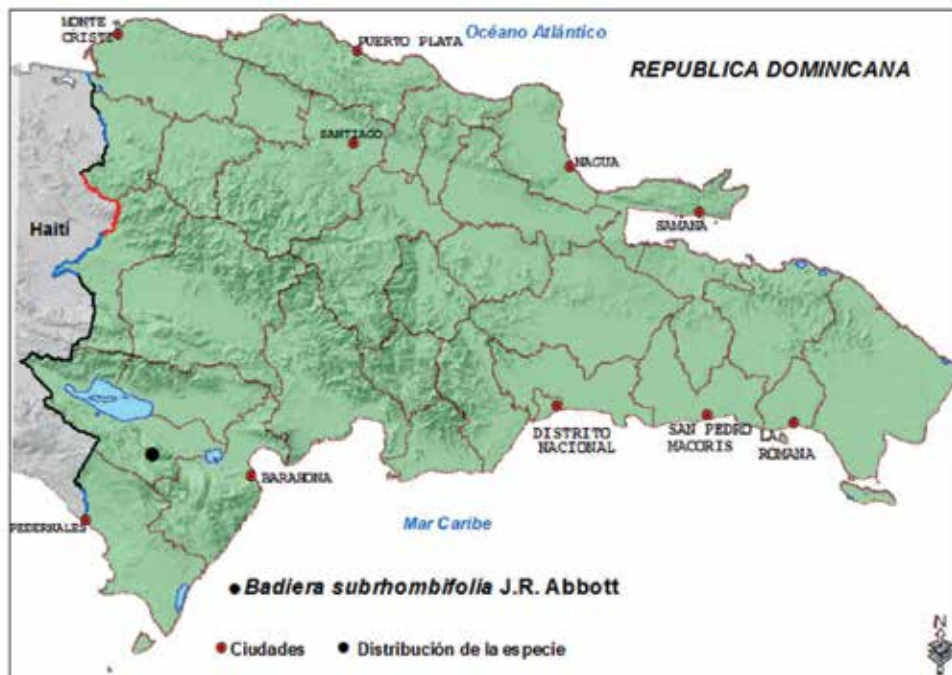 MONTE
CRISTI
PUERTO PLATA
Océano Atlántico
REPUBLICA DOMINICANA
SANTIAGO
NAGUA
SAMANA
Haití
DISTRITO
NACIONAL
SAN PEDRO
MACORIS
LA
ROMANA
BARAHONA
PEDERNALES
Mar Caribe
Badiera subrhombifolia J.R. Abbott
Ciudades
Distribución de la especie
N